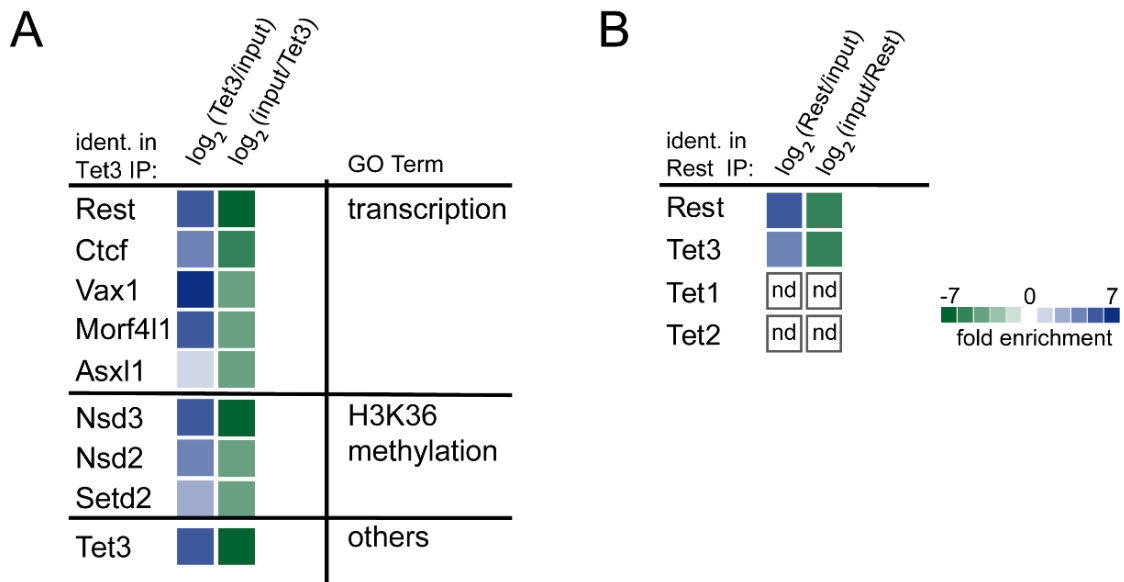 A
ident. in
Tet3 IP:
log2 (Tet3/input)
log2 (input/Tet3)
GO Term
Rest
transcription
Ctcf
Vax1
Morf4l1
Asxl1
Nsd3
H3K36
methylation
Nsd2
Setd2
Tet3
others
B
ident. in
Rest IP:
log2 (Rest/input)
log2 (input/Rest)
Rest
Tet3
Tet1 nd nd
Tet2 nd nd
-7 0 7
fold enrichment